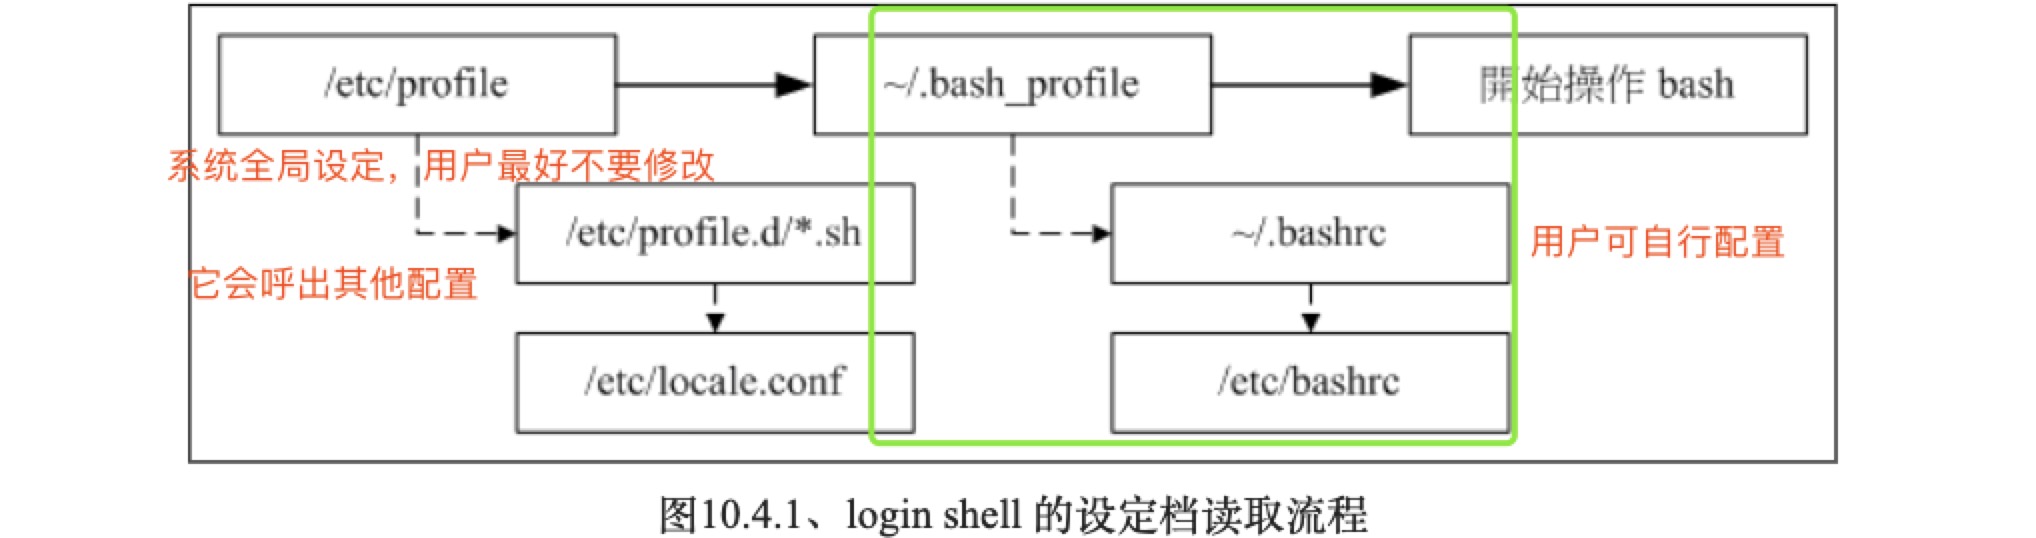 /etc/profile
~/.bash_profile
開始操作 bash
系统全局设定，用户最好不要修改
/etc/profile.d/*.sh
~/.bashrc
用户可自行配置
它会呼出其他配置
/etc/locale.conf
/etc/bashrc
图10.4.1、login shell 的设定档读取流程